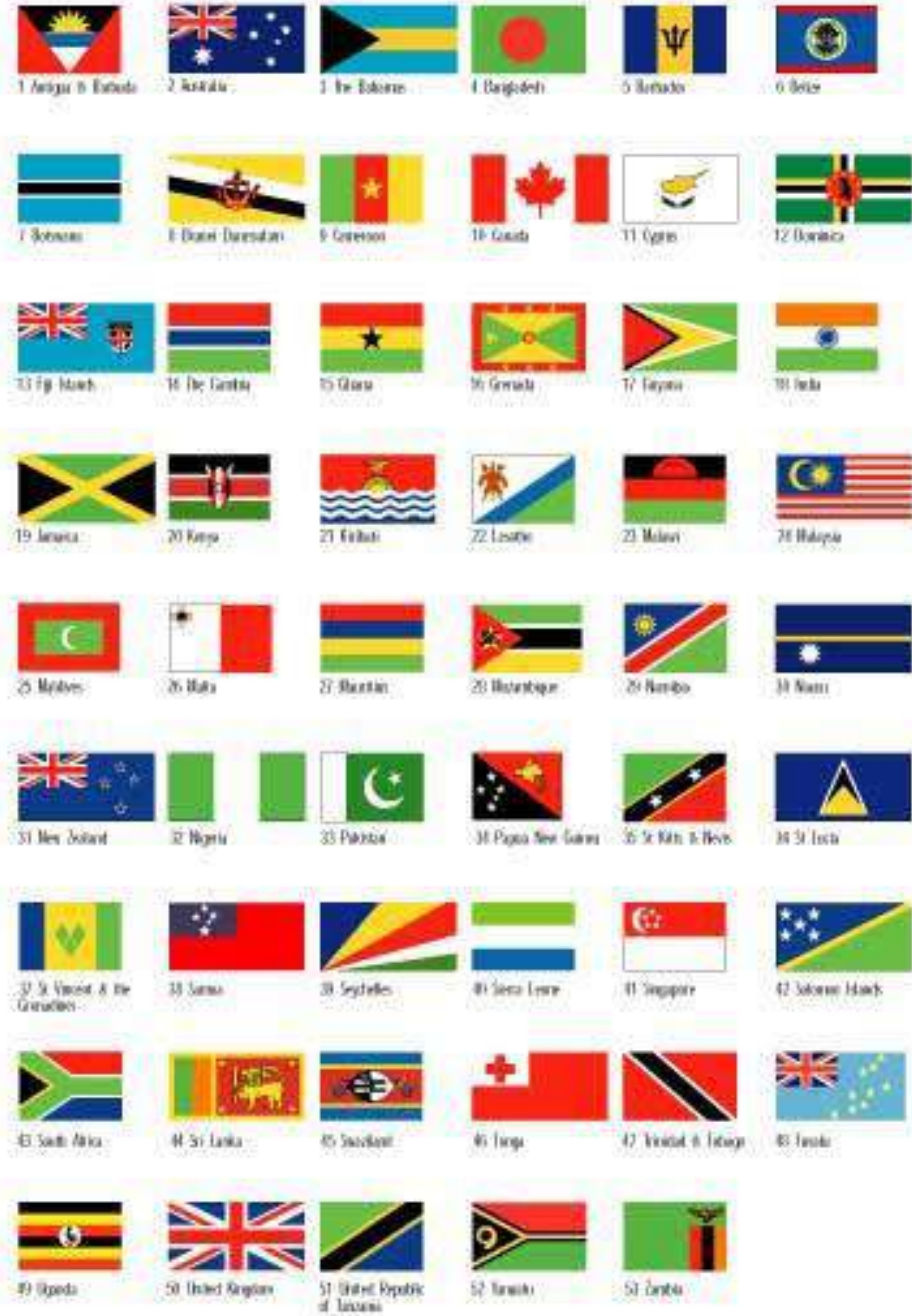 1 Antigua & Barbuda
2 Australia
3 The Bahamas
4 Bangladesh
5 Barbados
6 Belize
7 Botswana
8 Brunei Darussalam
9 Cameroon
10 Canada
11 Cyprus
12 Dominica
13 Fiji Islands
14 The Gambia
15 Ghana
16 Grenada
17 Guyana
18 India
19 Jamaica
20 Kenya
21 Kiribati
22 Lesotho
23 Malawi
24 Malaysia
25 Maldives
26 Malta
27 Mauritius
28 Mozambique
29 Namibia
30 Nauru
31 New Zealand
32 Nigeria
33 Pakistan
34 Papua New Guinea
35 St Kitts & Nevis
36 St Lucia
37 St Vincent & the
Grenadines
38 Samoa
39 Seychelles
40 Sierra Leone
41 Singapore
42 Solomon Islands
43 South Africa
44 Sri Lanka
45 Swaziland
46 Tonga
47 Trinidad & Tobago
48 Tuvalu
49 Uganda
50 United Kingdom
51 United Republic
of Tanzania
52 Vanuatu
53 Zambia